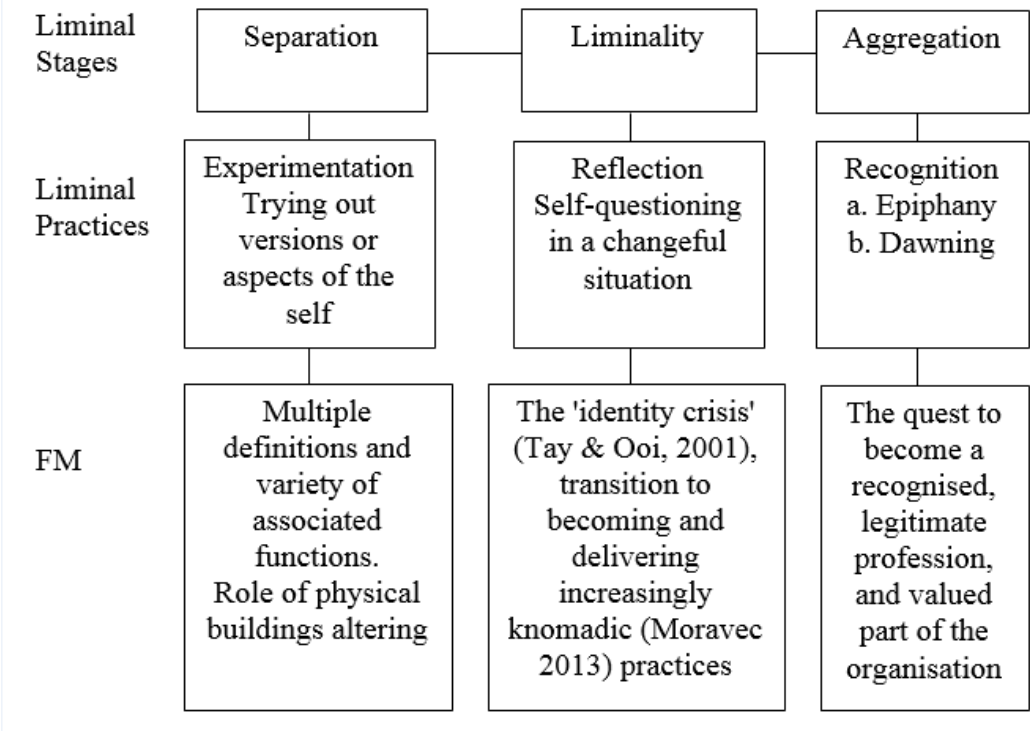 Liminal
Stages
Separation
Liminality
Aggregation
Liminal
Practices
Experimentation
Trying out
versions or
aspects of the
self
Reflection
Self-questioning
in a changeful
situation
Recognition
a. Epiphany
b. Dawning
FM
Multiple
definitions and
variety of
associated
functions.
Role of physical
buildings altering
The 'identity crisis'
(Tay & Ooi, 2001),
transition to
becoming and
delivering
increasingly
knomadic (Moravec
2013) practices
The quest to
become a
recognised,
legitimate
profession,
and valued
part of the
organisation